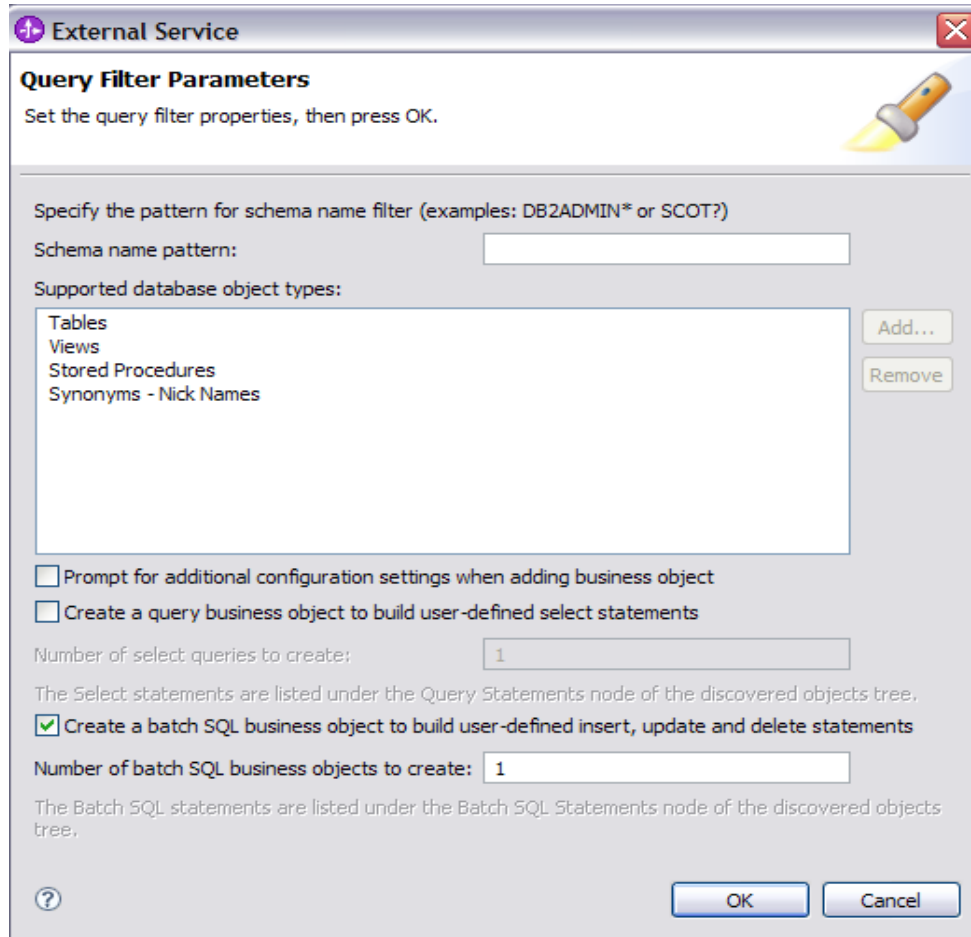 External Service
Query Filter Parameters
Set the query filter properties, then press OK.
Specify the pattern for schema name filter (examples: DB2ADMIN* or SCOT?)
Schema name pattern:
Supported database object types:
Tables
Views
Stored Procedures
Synonyms - Nick Names
Add...
Remove
Prompt for additional configuration settings when adding business object
Create a query business object to build user-defined select statements
Number of select queries to create: 1
The Select statements are listed under the Query Statements node of the discovered objects tree.
Create a batch SQL business object to build user-defined insert, update and delete statements
Number of batch SQL business objects to create: 1
The Batch SQL statements are listed under the Batch SQL Statements node of the discovered objects
tree.
?
OK Cancel